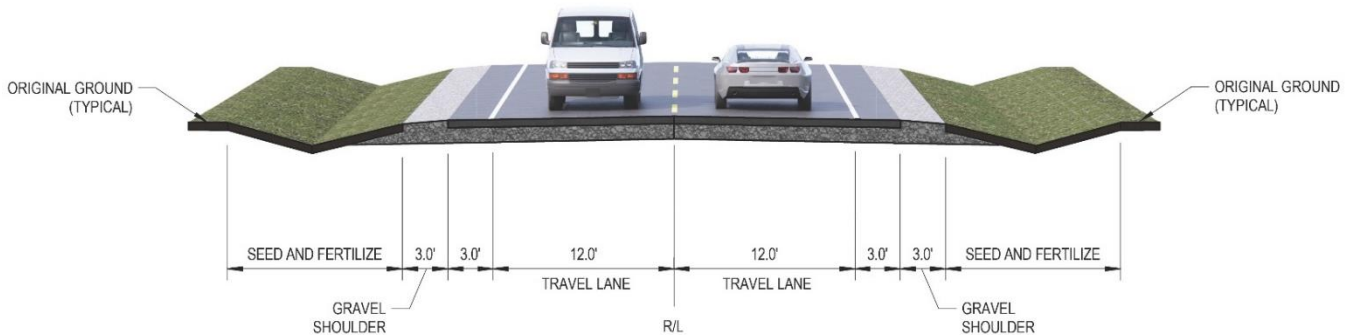 ORIGINAL GROUND
(TYPICAL)
ORIGINAL GROUND
(TYPICAL)
SEED AND FERTILIZE 3.0' 3.0' 12.0' 12.0' 3.0' 3.0' SEED AND FERTILIZE
TRAVEL LANE TRAVEL LANE
GRAVEL
SHOULDER
R/L
GRAVEL
SHOULDER